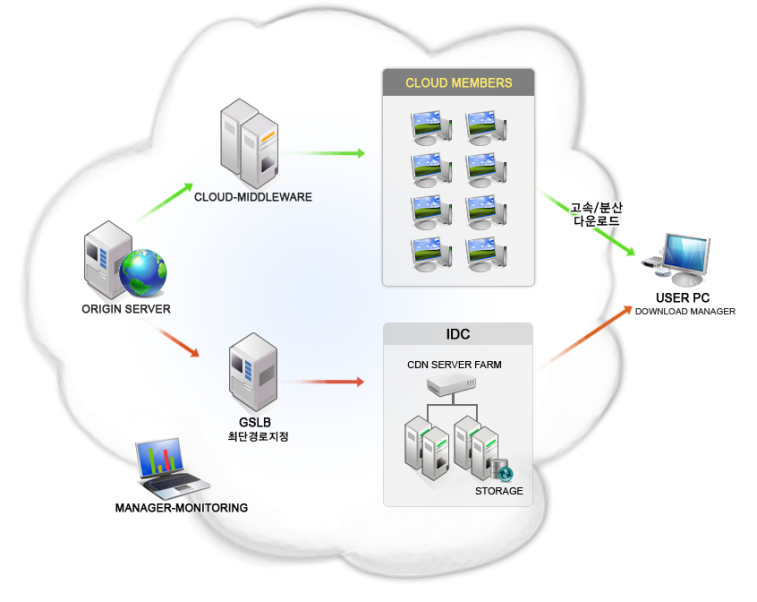 CLOUD MEMBERS
CLOUD-MIDDLEWARE
고속/분산
다운로드
ORIGIN SERVER
USER PC
DOWNLOAD MANAGER
IDC
CDN SERVER FARM
GSLB
최단경로지정
STORAGE
MANAGER-MONITORING